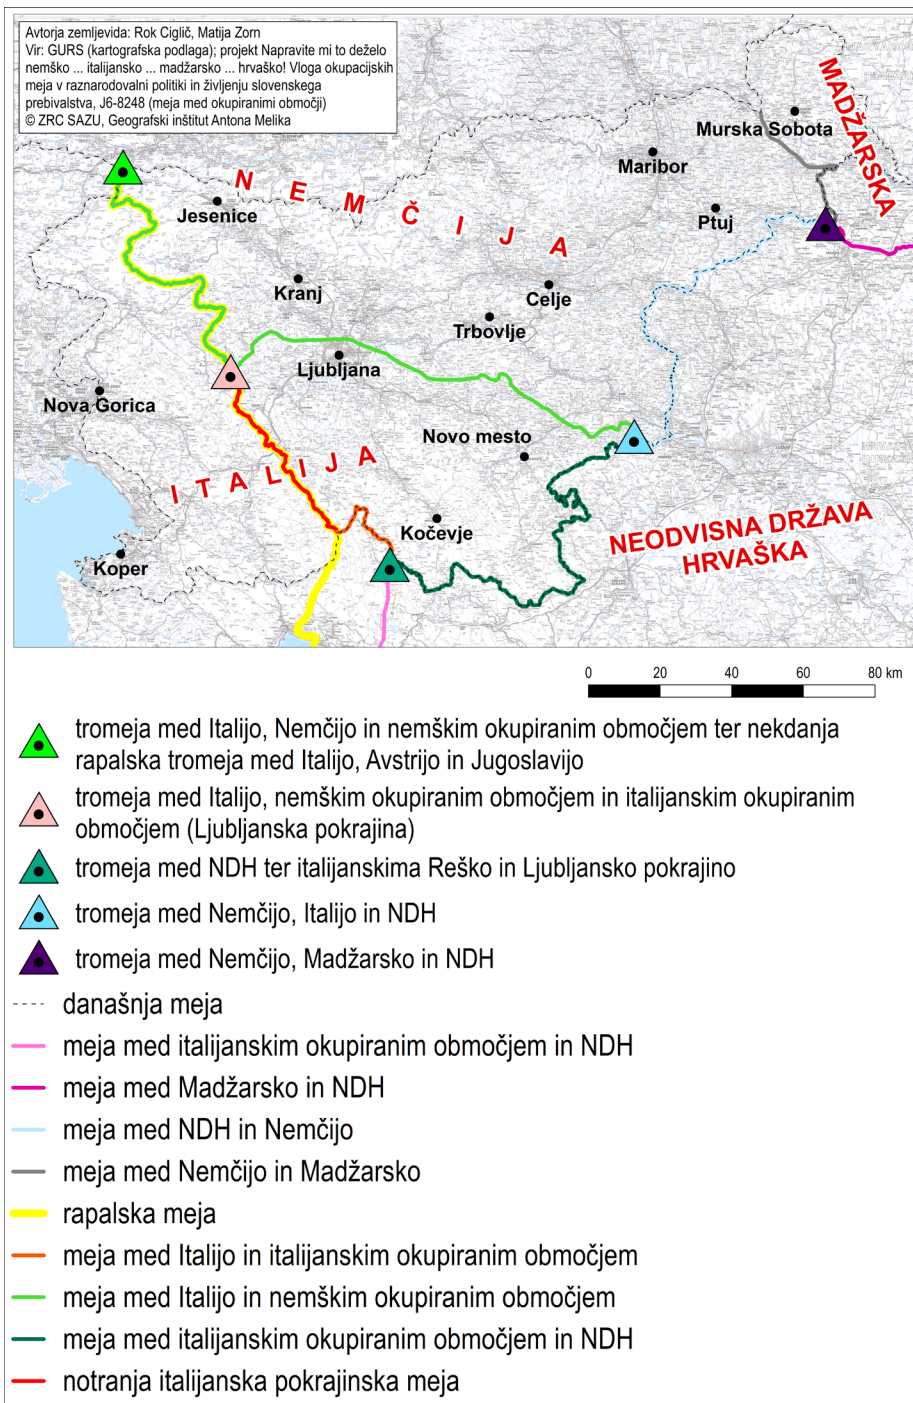 Avtorja zemljevida: Rok Ciglič, Matija Zorn
Vir: GURS (kartografska podlaga); projekt Napravite mi to deželo
nemško ... italijansko ... madžarsko ... hrvaško! Vloga okupacijskih
meja v raznarodovalni politiki in življenju slovenskega
prebivalstva, J6-8248 (meja med okupiranimi območji)
© ZRC SAZU, Geografski inštitut Antona Melika
MADŽARSKA
Murska Sobota
Maribor
NEMČIJA
Jesenice
Ptuj
Kranj
Celje
Trbovlje
Ljubljana
Nova Gorica
Novo mesto
ITALIJA
Kočevje
NEODVISNA DRŽAVA
HRVAŠKA
Koper
0 20 40 60 80 km
tromeja med Italijo, Nemčijo in nemškim okupiranim območjem ter nekdanja
rapalska tromeja med Italijo, Avstrijo in Jugoslavijo
tromeja med Italijo, nemškim okupiranim območjem in italijanskim okupiranim
območjem (Ljubljanska pokrajina)
tromeja med NDH ter italijanskima Reško in Ljubljansko pokrajino
tromeja med Nemčijo, Italijo in NDH
tromeja med Nemčijo, Madžarsko in NDH
današnja meja
meja med italijanskim okupiranim območjem in NDH
meja med Madžarsko in NDH
meja med NDH in Nemčijo
meja med Nemčijo in Madžarsko
rapalska meja
meja med Italijo in italijanskim okupiranim območjem
meja med Italijo in nemškim okupiranim območjem
meja med italijanskim okupiranim območjem in NDH
notranja italijanska pokrajinska meja